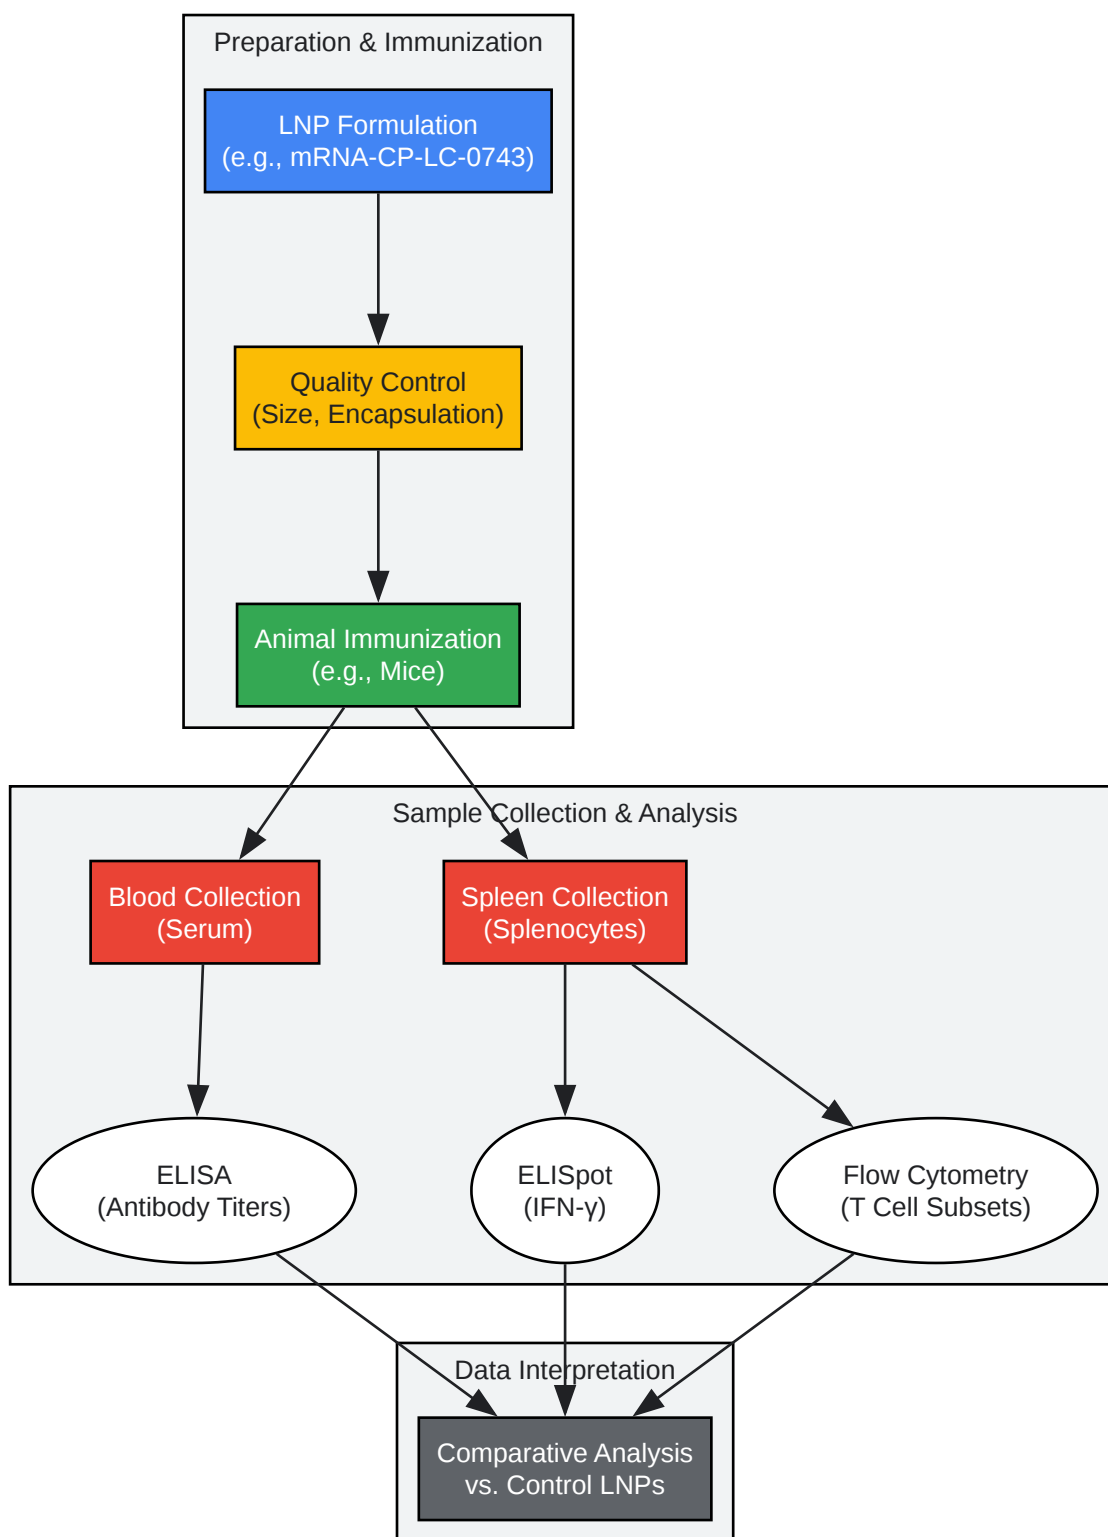 Preparation & Immunization
LNP Formulation
(e.g., mRNA-CP-LC-0743)
Quality Control
(Size, Encapsulation)
Animal Immunization
(e.g., Mice)
Sample Collection & Analysis
Blood Collection
(Serum)
Spleen Collection
(Splenocytes)
ELISA
(Antibody Titers)
ELISpot
(IFN-γ)
Flow Cytometry
(T Cell Subsets)
Data Interpretation
Comparative Analysis
vs. Control LNPs